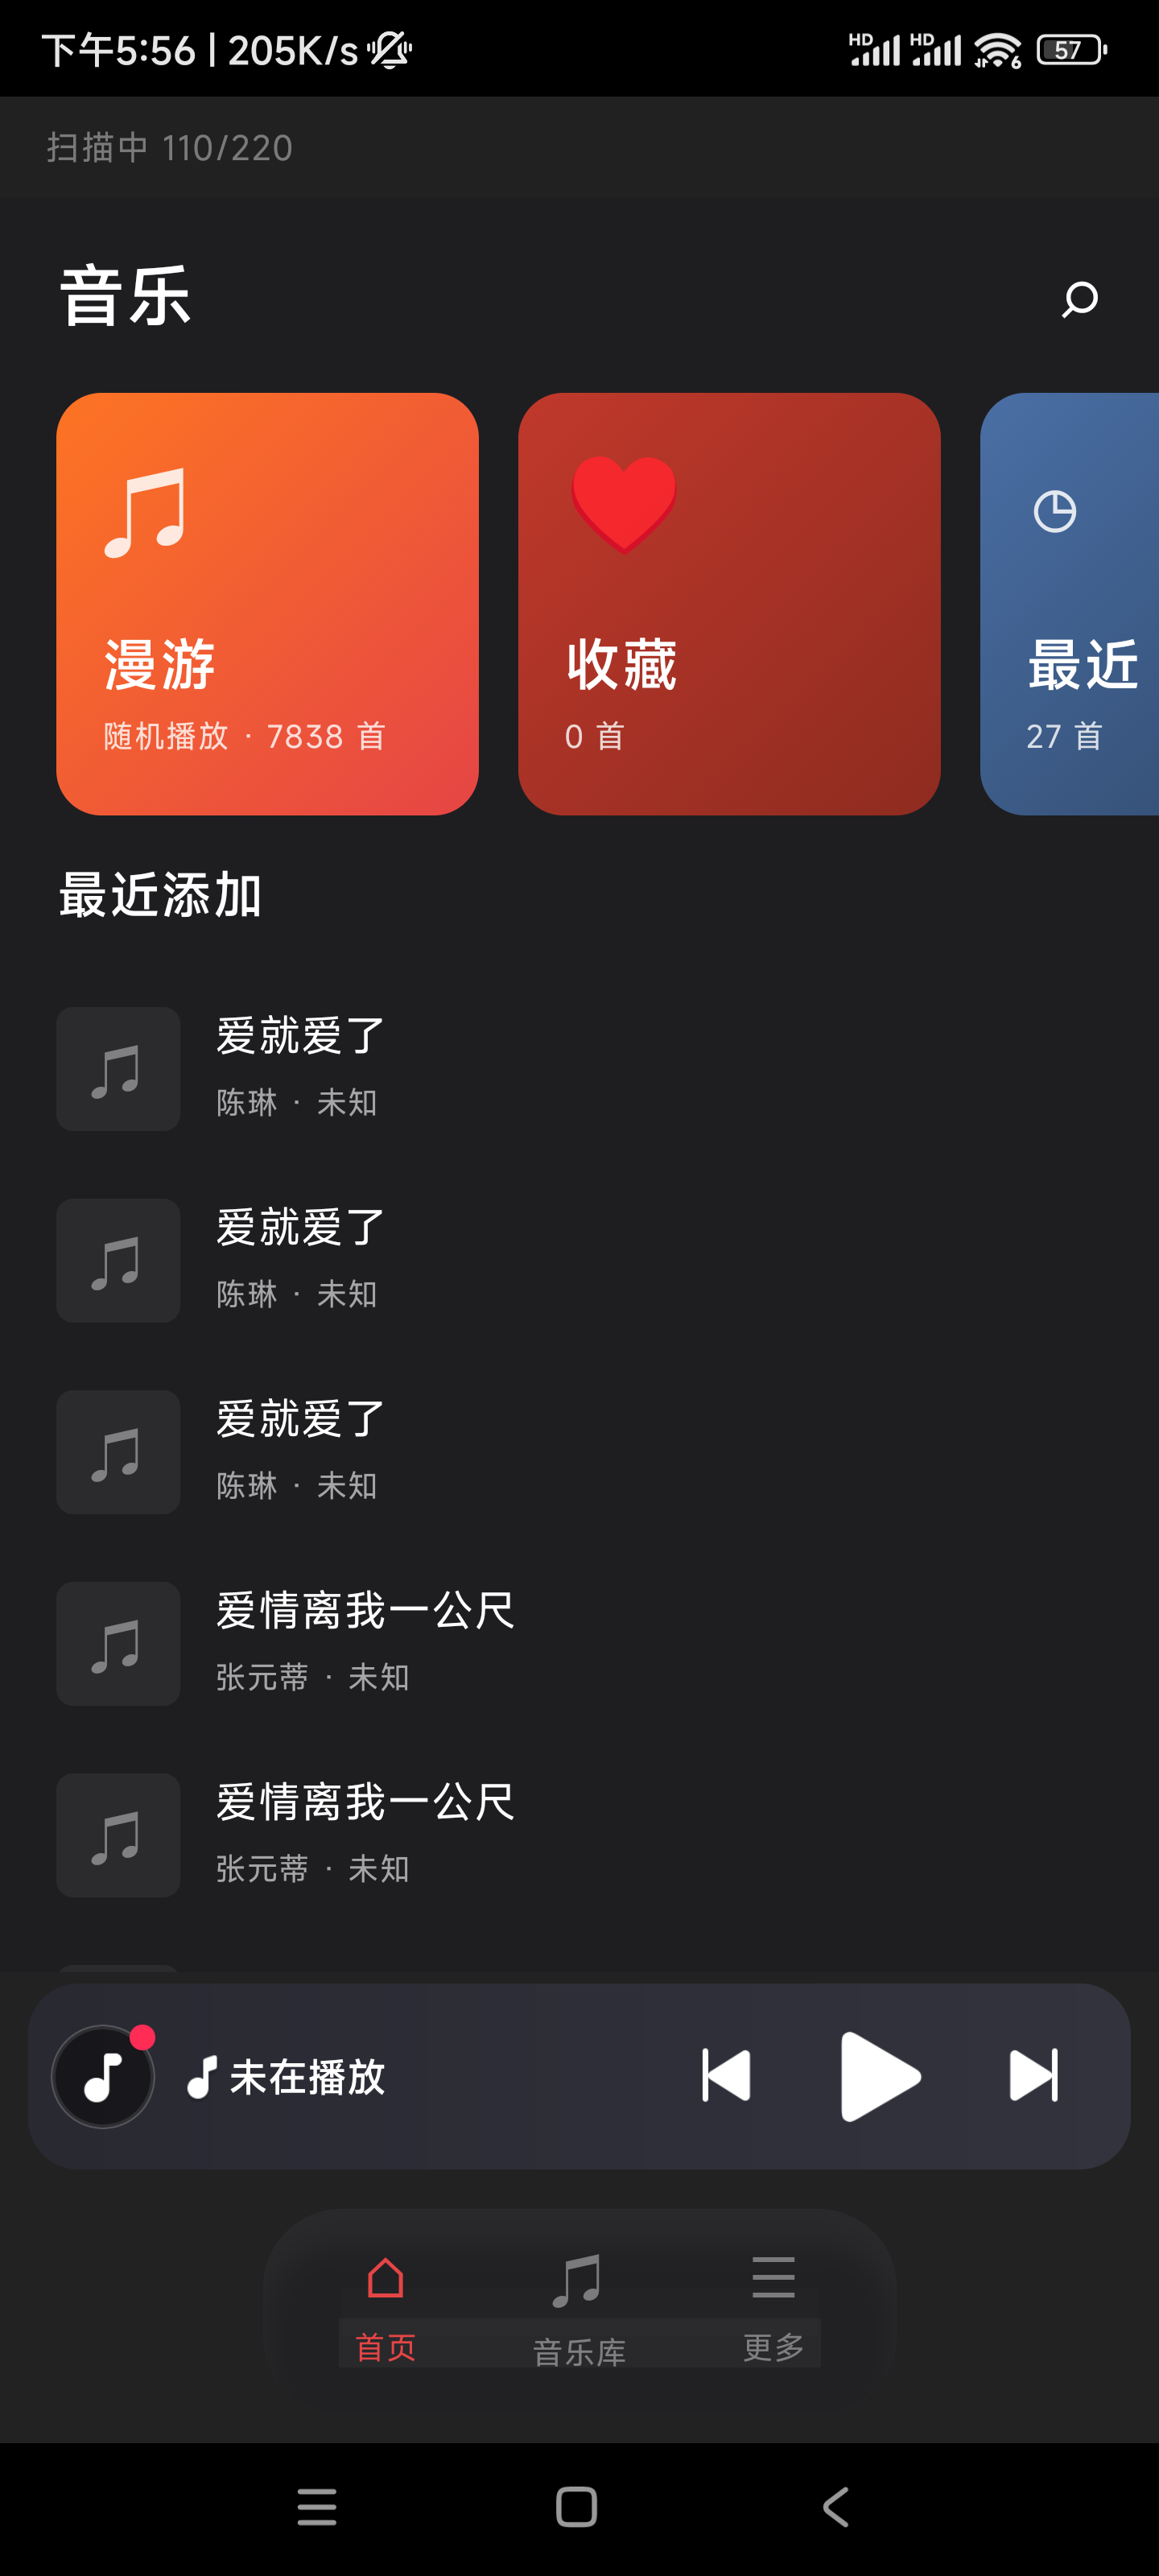 下午5:56 | 205K/s
HD HD 6 57
扫描中 110/220
音乐
漫游
随机播放 · 7838 首
收藏
0 首
最近
27 首
最近添加
爱就爱了
陈琳 · 未知
爱就爱了
陈琳 · 未知
爱就爱了
陈琳 · 未知
爱情离我一公尺
张元蒂 · 未知
爱情离我一公尺
张元蒂 · 未知
未在播放
首页
音乐库
更多